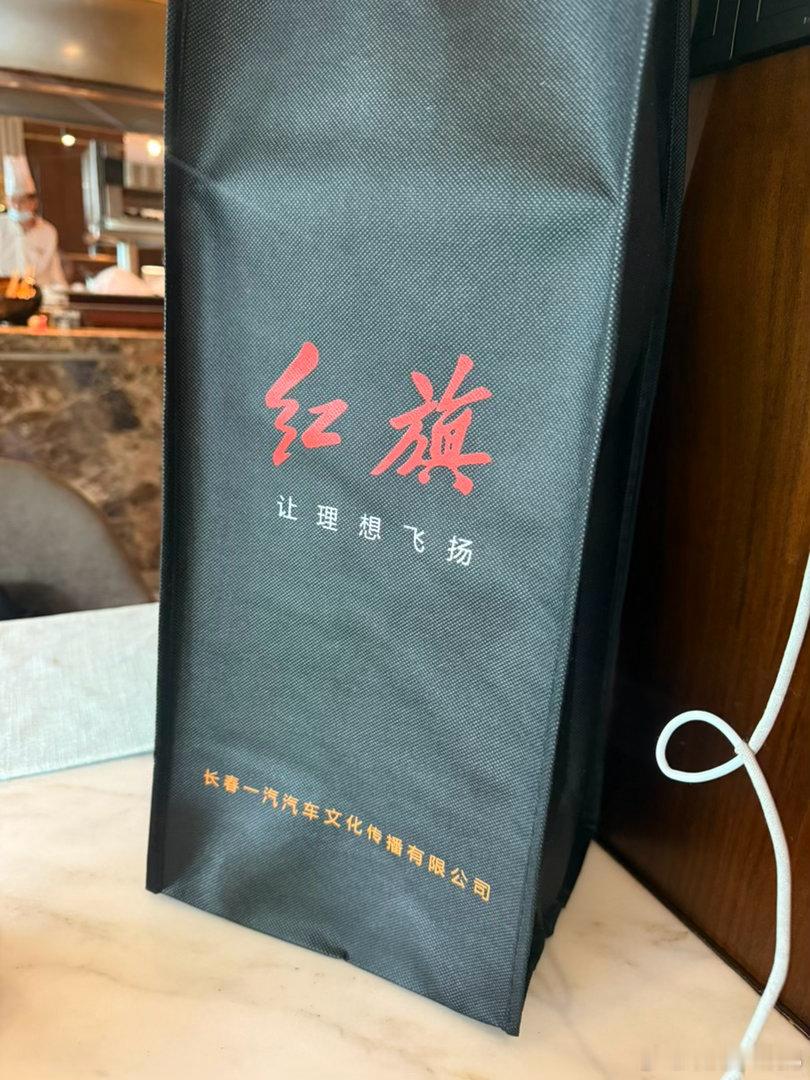 红旗
让理想飞扬
长春一汽汽车文化传播有限公司